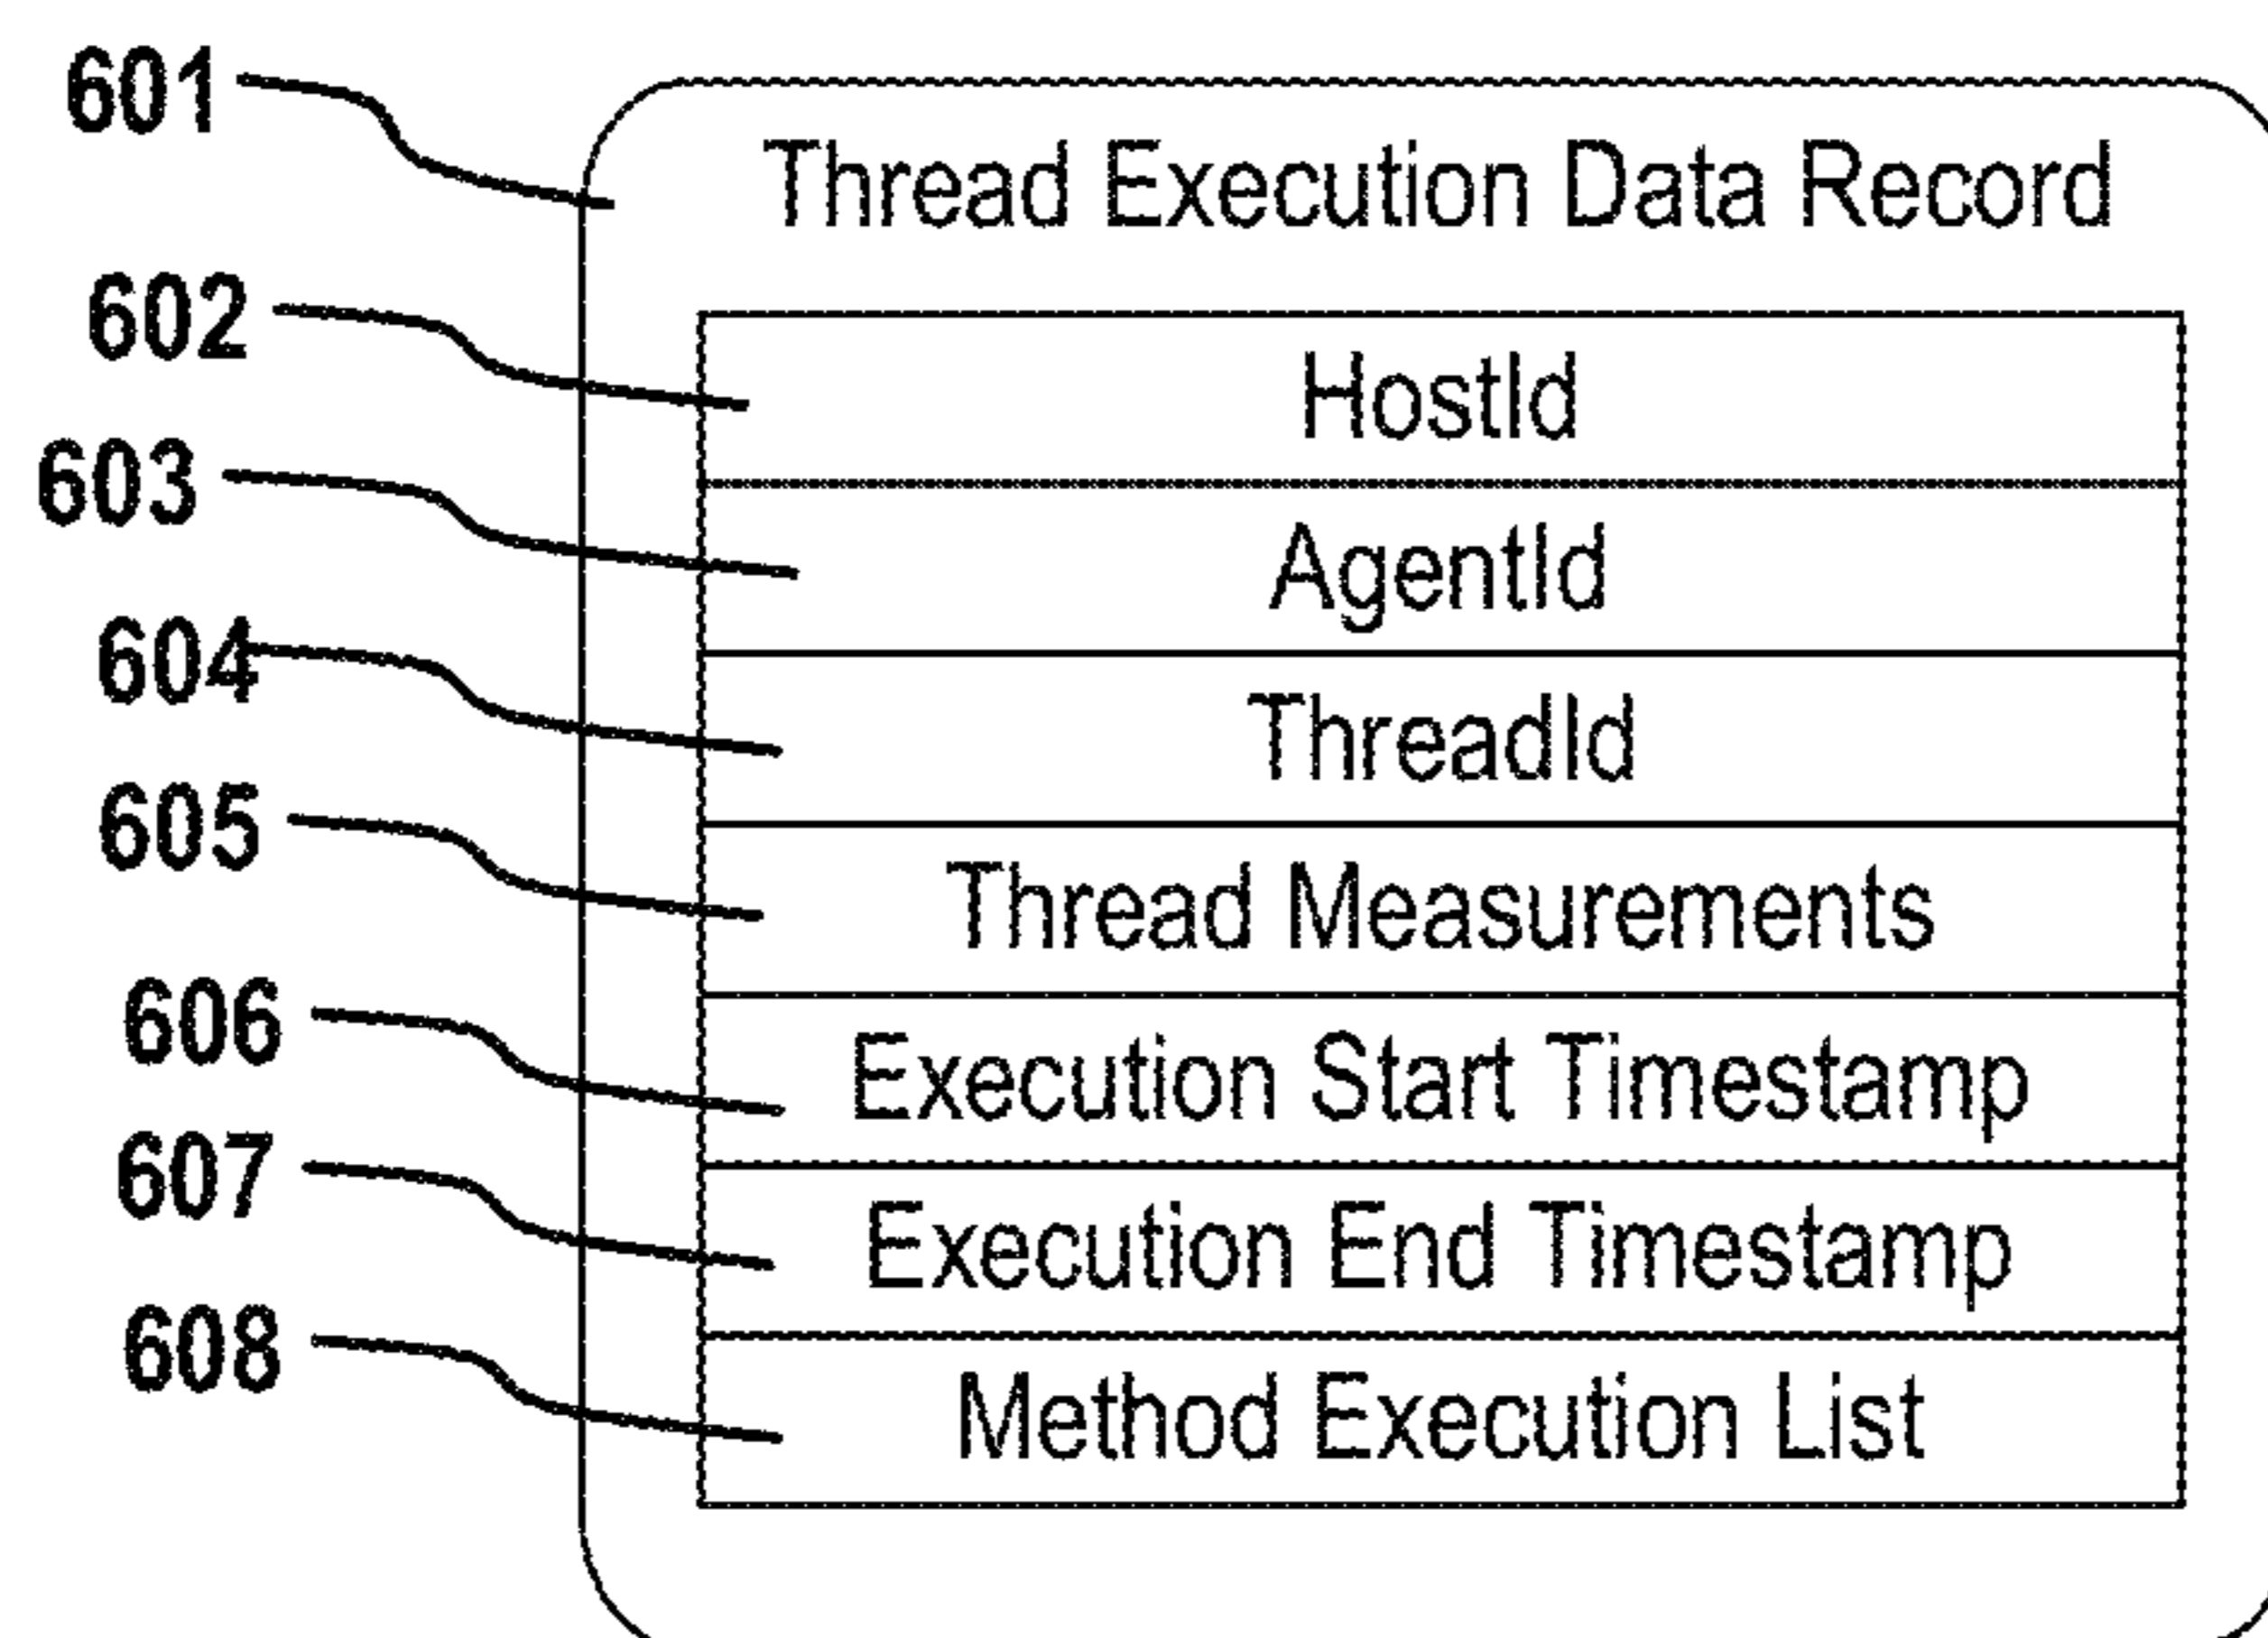 601
Thread Execution Data Record
602
HostId
603
AgentId
604
ThreadId
605
Thread Measurements
606
Execution Start Timestamp
607
Execution End Timestamp
608
Method Execution List